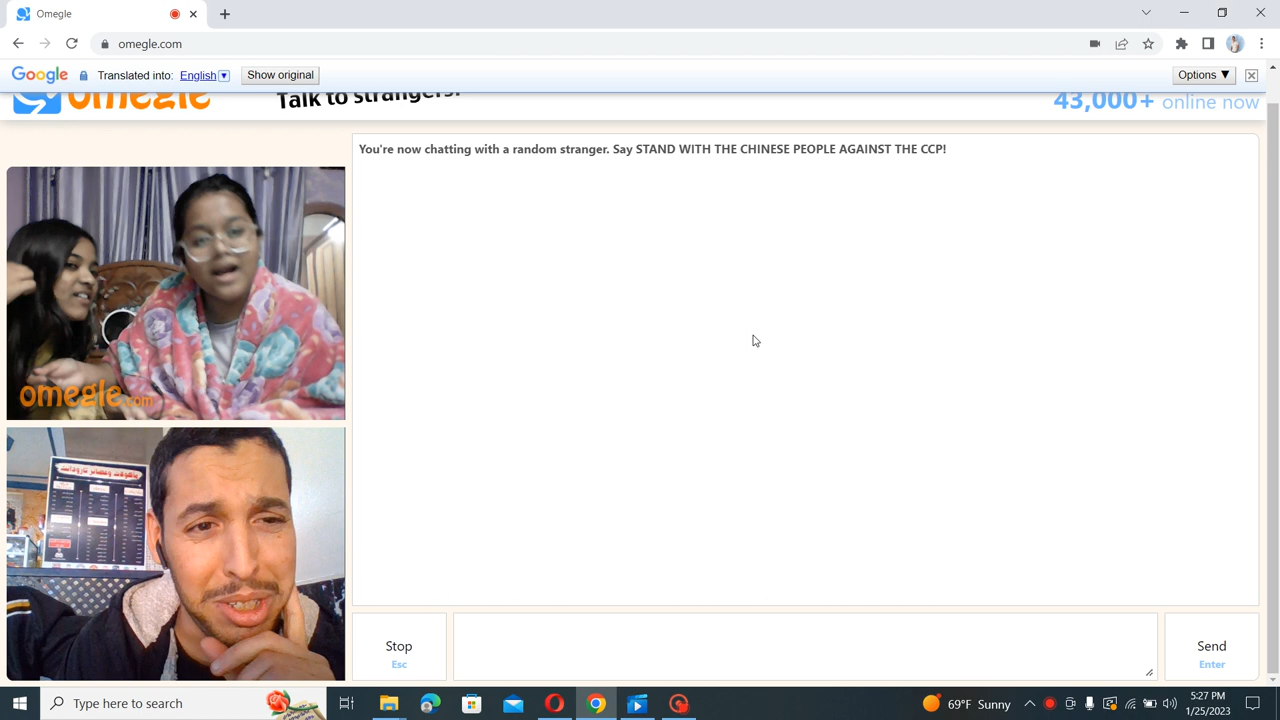 Omegle
omegle.com
Google Translated into: English Show original Options ▼
omegle Talk to strangers! 43,000+ online now
You're now chatting with a random stranger. Say STAND WITH THE CHINESE PEOPLE AGAINST THE CCP!
omegle.com
Stop
Esc
Send
Enter
Type here to search
69°F Sunny
5:27 PM
1/25/2023